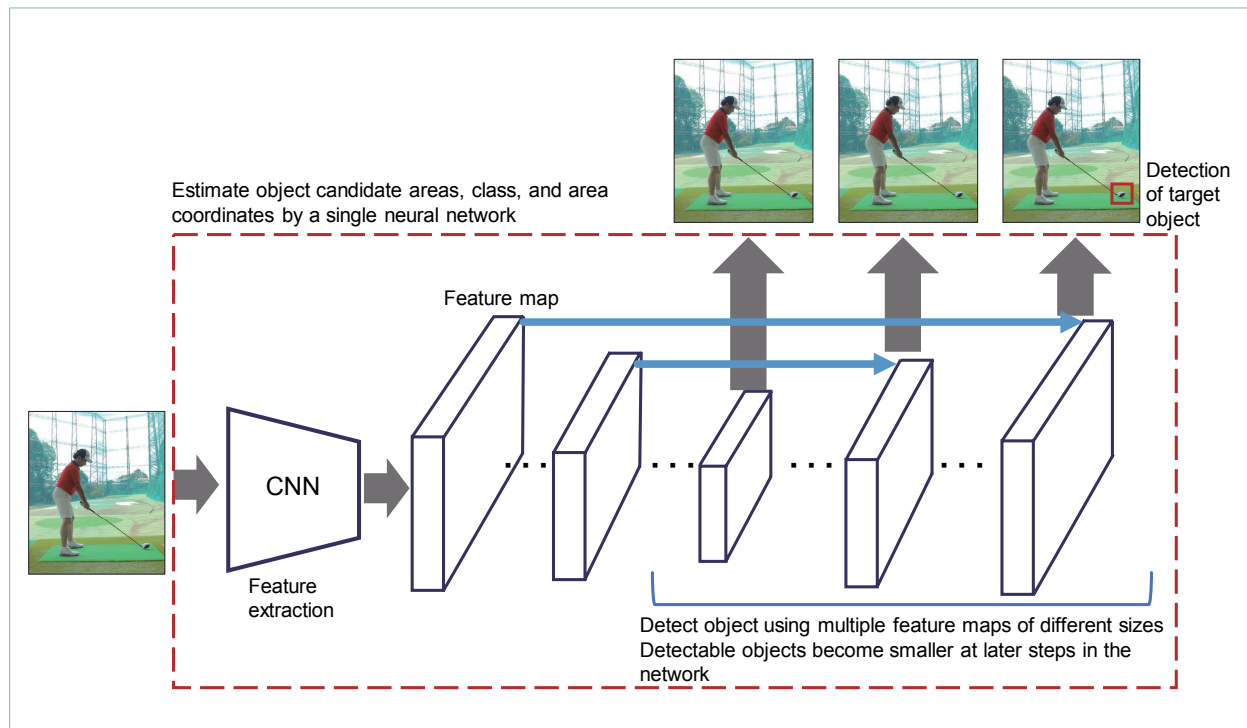 Detection
of target
object
Estimate object candidate areas, class, and area
coordinates by a single neural network
Feature map
CNN
Feature
extraction
Detect object using multiple feature maps of different sizes
Detectable objects become smaller at later steps in the
network